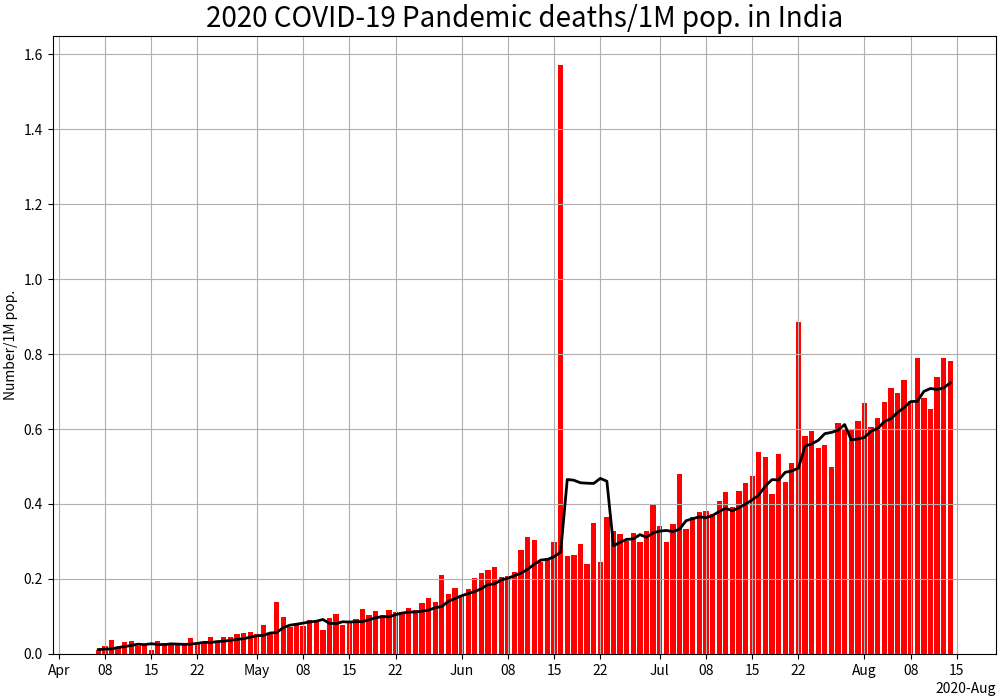 2020 COVID-19 Pandemic deaths/1M pop. in India
Number/1M pop.
1.6
1.4
1.2
1.0
0.8
0.6
0.4
0.2
0.0
Apr 08 15 22 May 08 15 22 Jun 08 15 22 Jul 08 15 22 Aug 08 15
2020-Aug